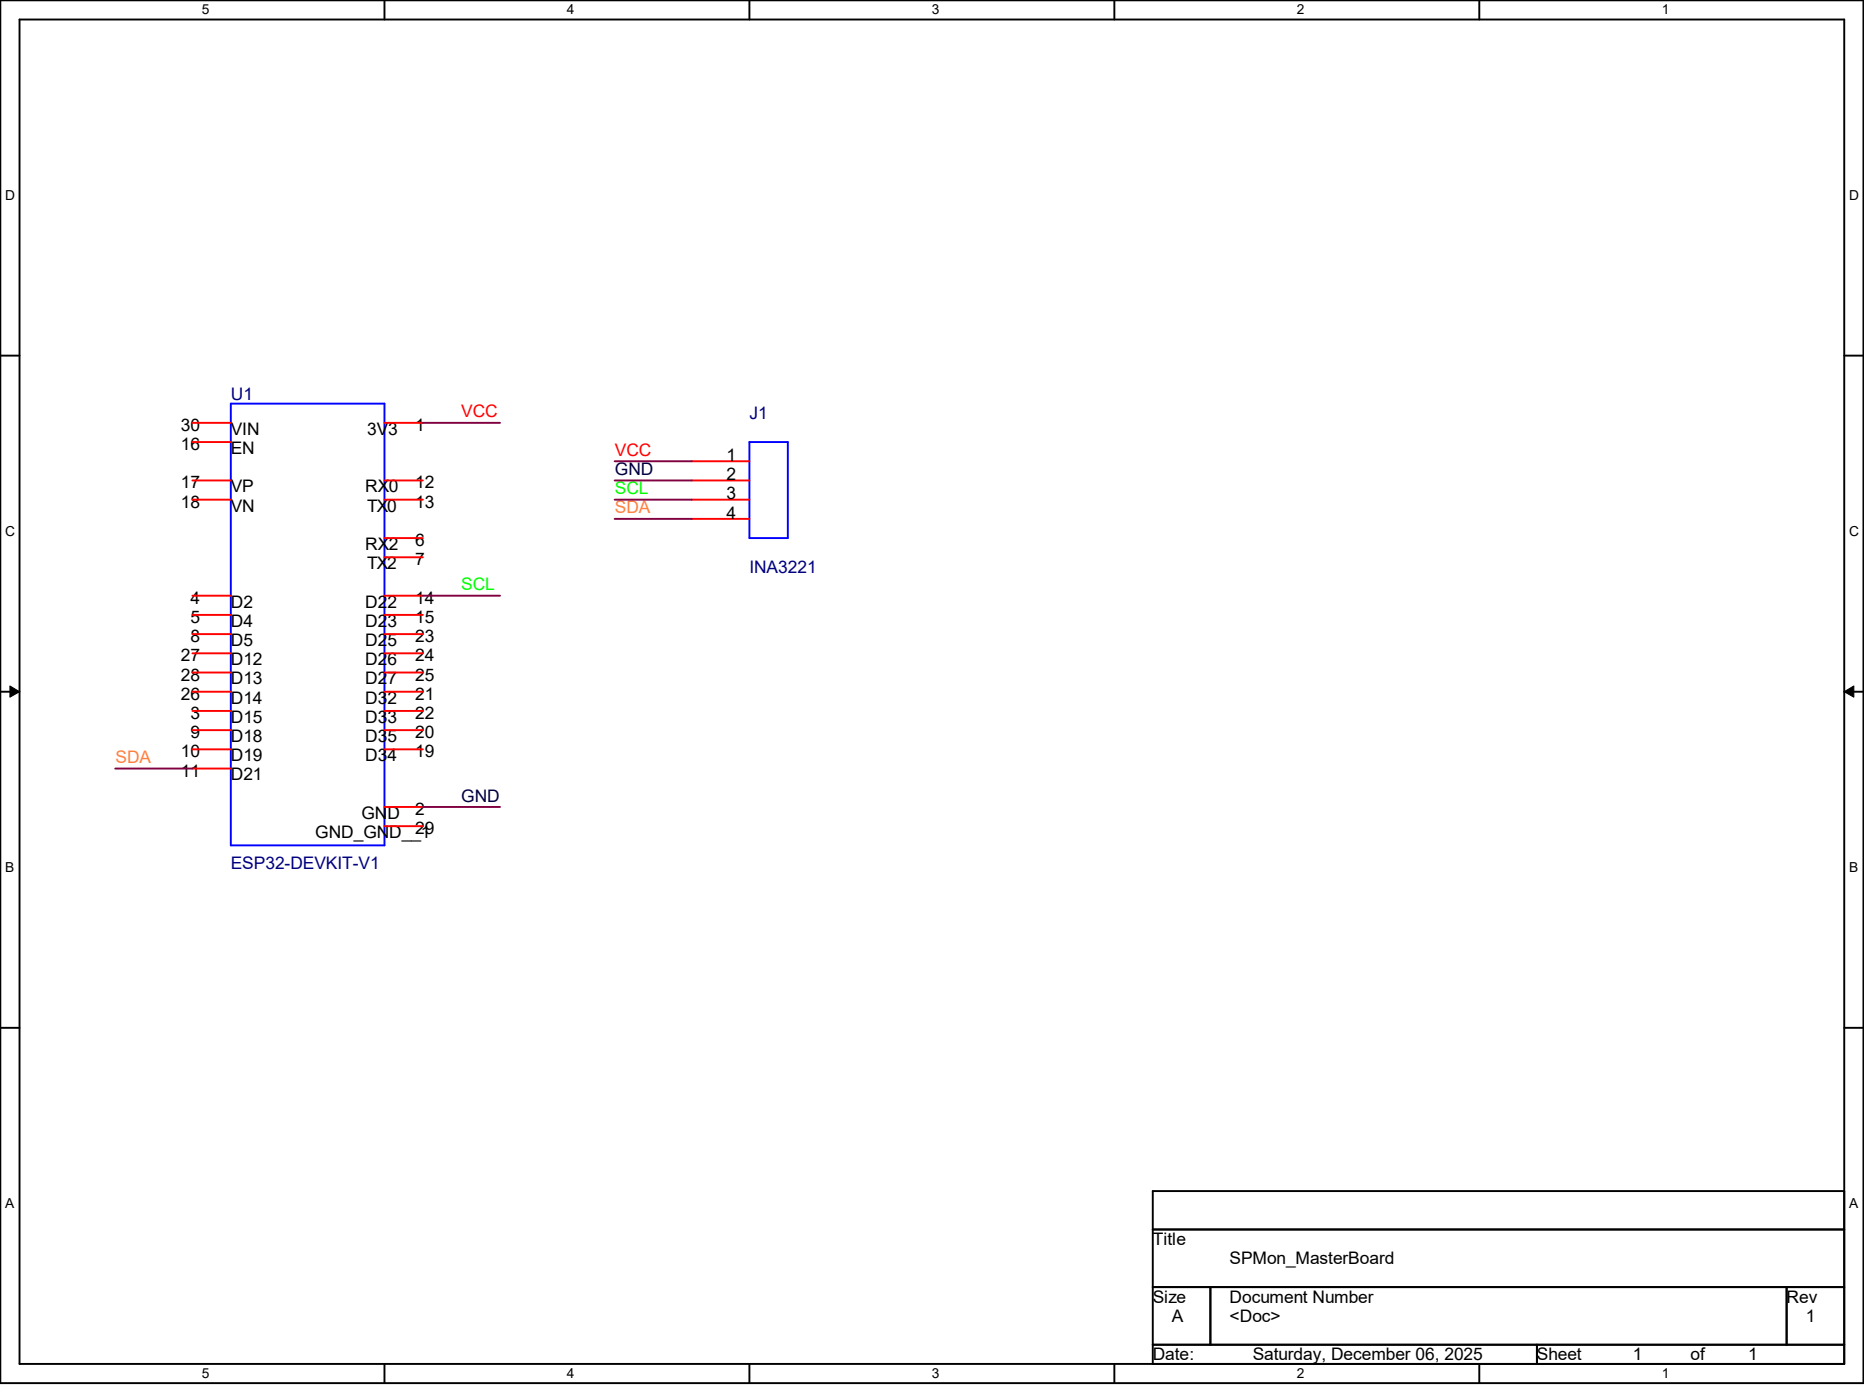 5 4 3 2 1
D D
U1
30 VIN 3V3 1 VCC
16 EN
17 VP RX0 12
18 VN TX0 13
RX2 6
TX2 7
4 D2 D22 14 SCL
5 D4 D23 15
8 D5 D25 23
27 D12 D26 24
28 D13 D27 25
26 D14 D32 21
3 D15 D33 22
9 D18 D35 20
10 D19 D34 19
SDA 11 D21
GND 2 GND
GND_GND__1 29
ESP32-DEVKIT-V1
J1
VCC 1
GND 2
SCL 3
SDA 4
INA3221
C C
B B
A A
Title
SPMon_MasterBoard
Size Document Number Rev
A <Doc> 1
Date: Saturday, December 06, 2025 Sheet 1 of 1
5 4 3 2 1